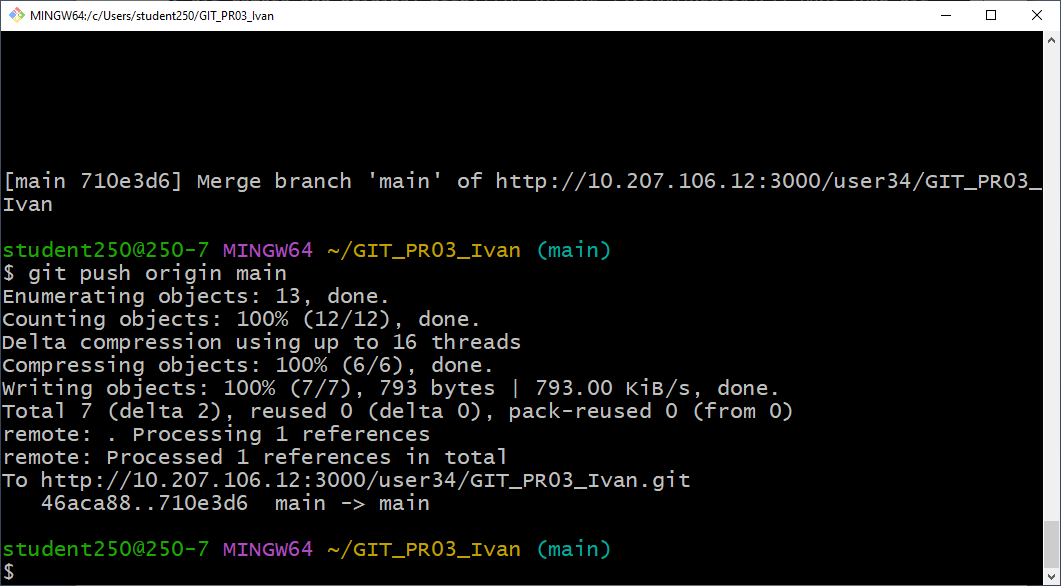 MINGW64:/c/Users/student250/GIT_PR03_Ivan
[main 710e3d6] Merge branch 'main' of http://10.207.106.12:3000/user34/GIT_PR03_
Ivan
student250@250-7 MINGW64 ~/GIT_PR03_Ivan (main)
$ git push origin main
Enumerating objects: 13, done.
Counting objects: 100% (12/12), done.
Delta compression using up to 16 threads
Compressing objects: 100% (6/6), done.
Writing objects: 100% (7/7), 793 bytes | 793.00 KiB/s, done.
Total 7 (delta 2), reused 0 (delta 0), pack-reused 0 (from 0)
remote: . Processing 1 references
remote: Processed 1 references in total
To http://10.207.106.12:3000/user34/GIT_PR03_Ivan.git
   46aca88..710e3d6  main -> main
student250@250-7 MINGW64 ~/GIT_PR03_Ivan (main)
$